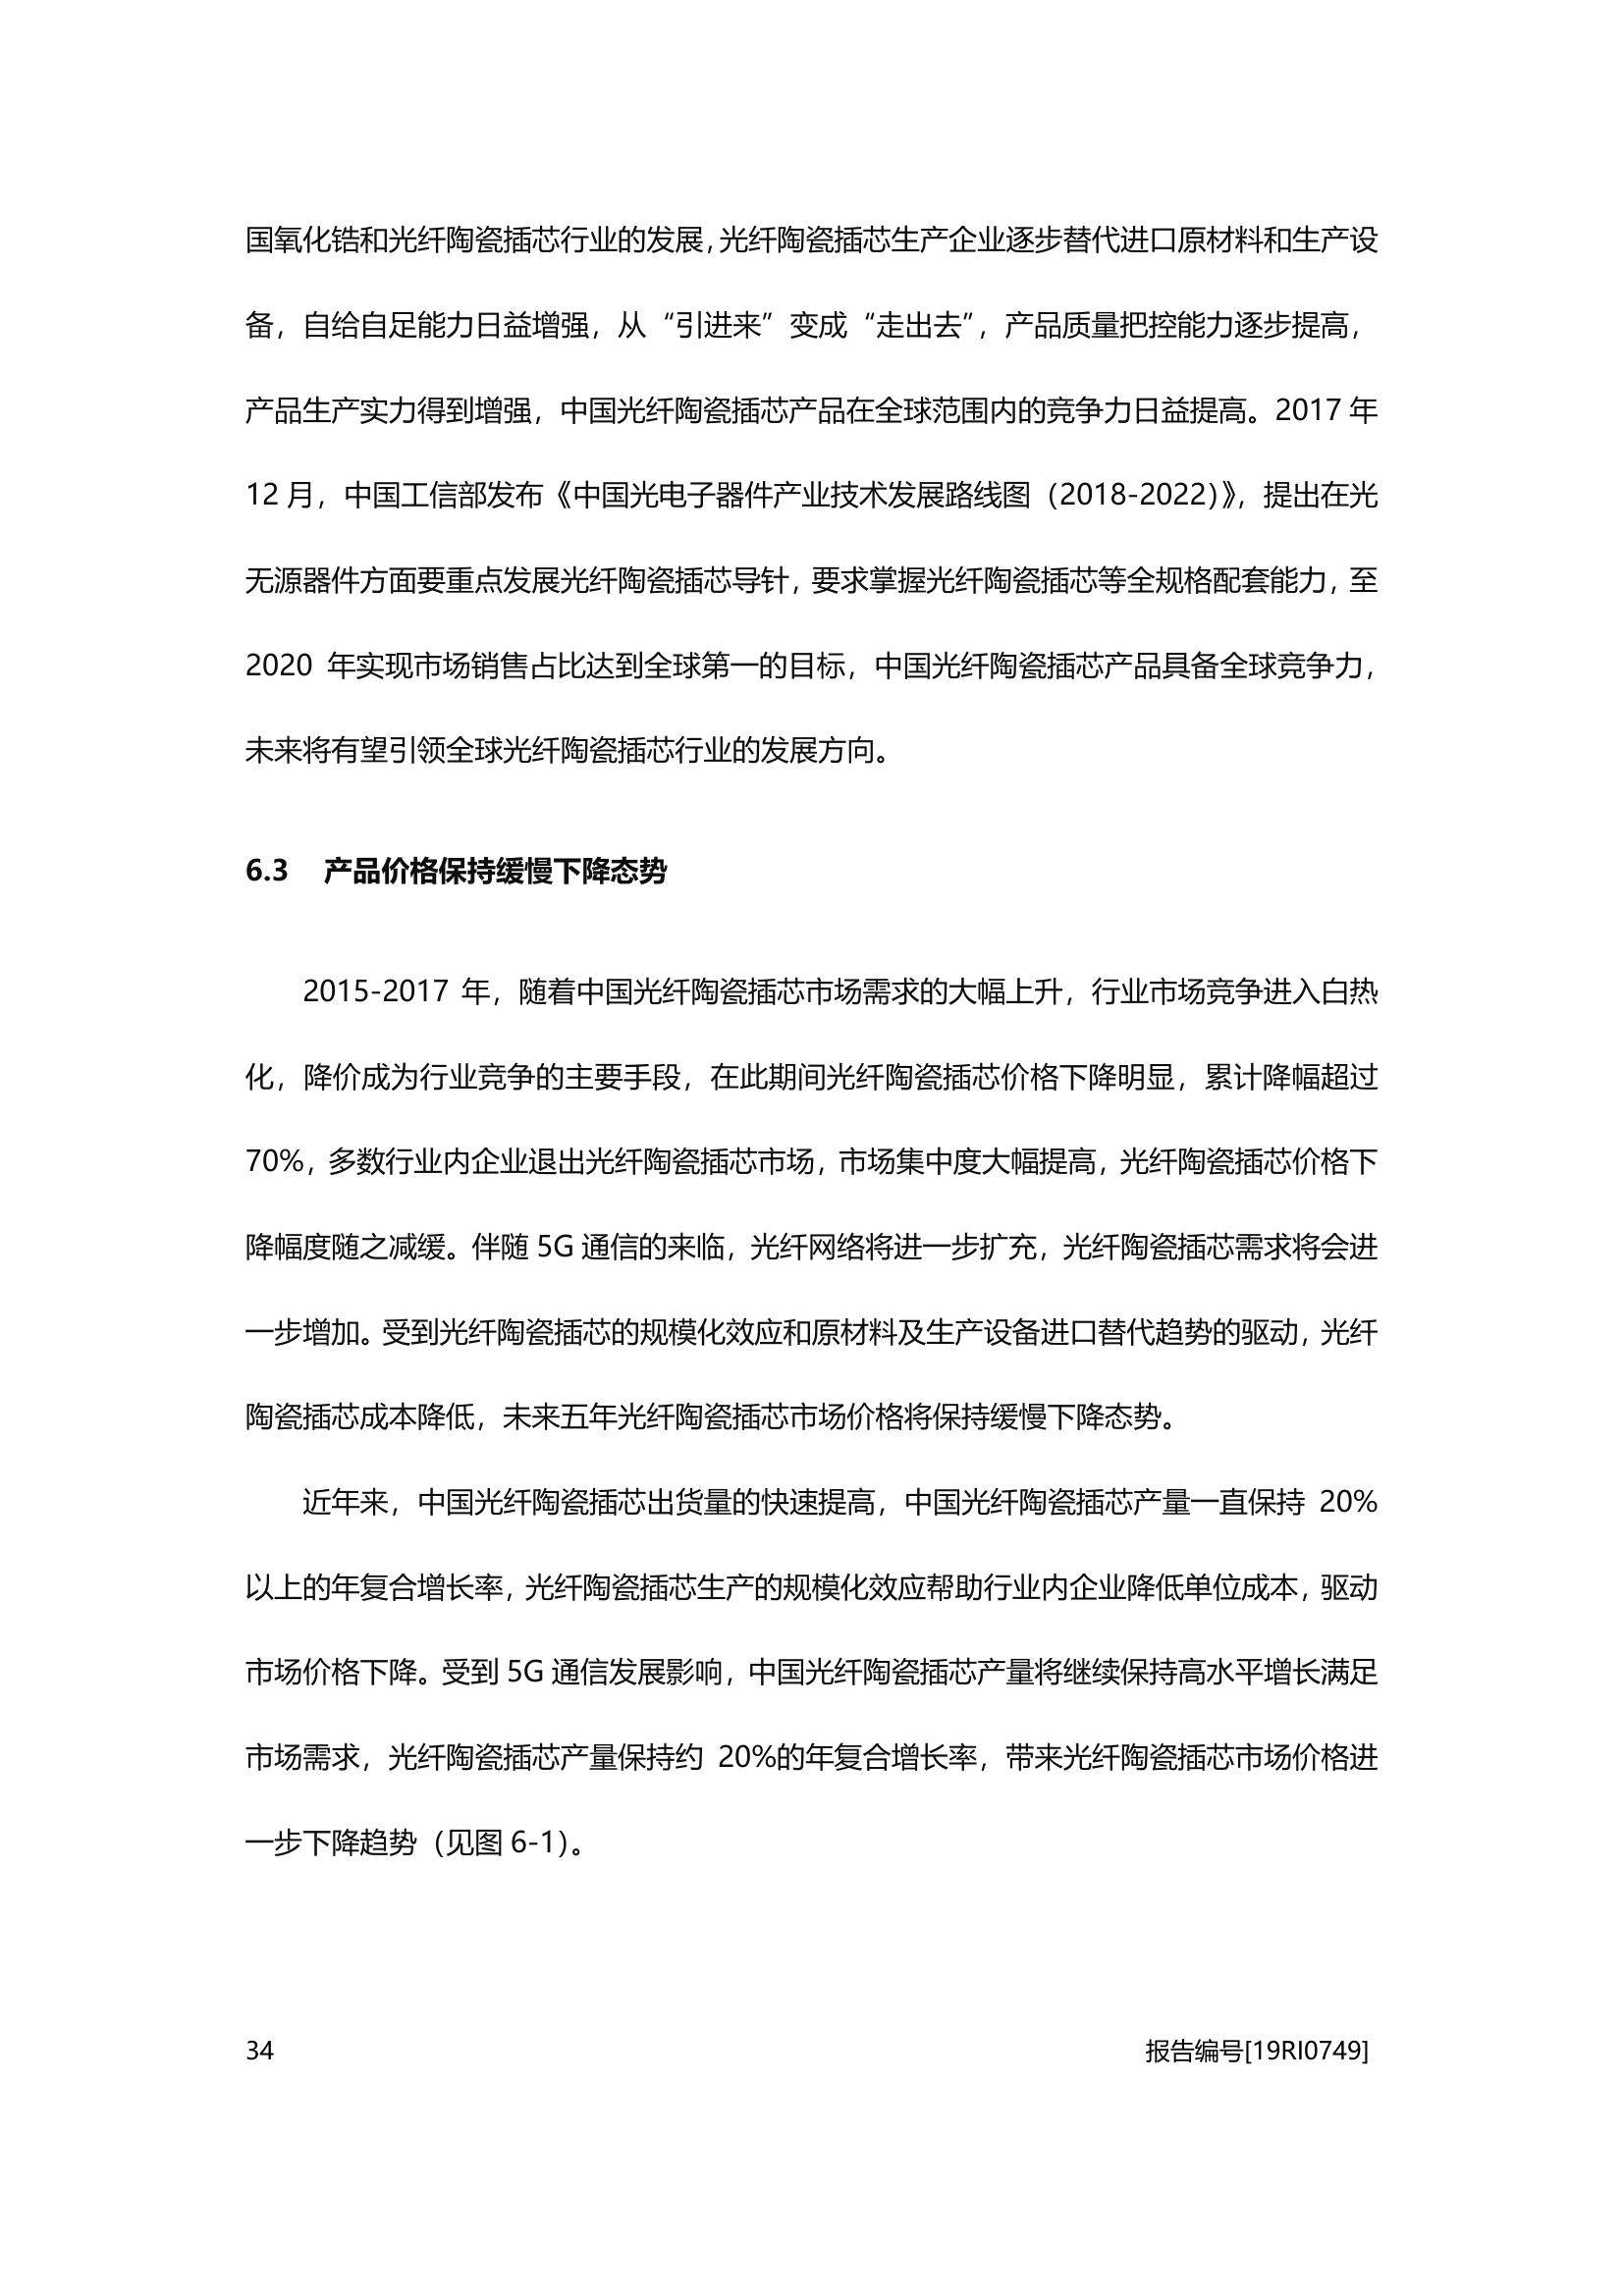 国氧化锆和光纤陶瓷插芯行业的发展，光纤陶瓷插芯生产企业逐步替代进口原材料和生产设
备，自给自足能力日益增强，从“引进来”变成“走出去”，产品质量把控能力逐步提高，
产品生产实力得到增强，中国光纤陶瓷插芯产品在全球范围内的竞争力日益提高。2017 年
12 月，中国工信部发布《中国光电子器件产业技术发展路线图（2018-2022）》，提出在光
无源器件方面要重点发展光纤陶瓷插芯导针，要求掌握光纤陶瓷插芯等全规格配套能力，至
2020 年实现市场销售占比达到全球第一的目标，中国光纤陶瓷插芯产品具备全球竞争力，
未来将有望引领全球光纤陶瓷插芯行业的发展方向。
6.3 产品价格保持缓慢下降态势
2015-2017 年，随着中国光纤陶瓷插芯市场需求的大幅上升，行业市场竞争进入白热
化，降价成为行业竞争的主要手段，在此期间光纤陶瓷插芯价格下降明显，累计降幅超过
70%，多数行业内企业退出光纤陶瓷插芯市场，市场集中度大幅提高，光纤陶瓷插芯价格下
降幅度随之减缓。伴随 5G 通信的来临，光纤网络将进一步扩充，光纤陶瓷插芯需求将会进
一步增加。受到光纤陶瓷插芯的规模化效应和原材料及生产设备进口替代趋势的驱动，光纤
陶瓷插芯成本降低，未来五年光纤陶瓷插芯市场价格将保持缓慢下降态势。
近年来，中国光纤陶瓷插芯出货量的快速提高，中国光纤陶瓷插芯产量一直保持 20%
以上的年复合增长率，光纤陶瓷插芯生产的规模化效应帮助行业内企业降低单位成本，驱动
市场价格下降。受到 5G 通信发展影响，中国光纤陶瓷插芯产量将继续保持高水平增长满足
市场需求，光纤陶瓷插芯产量保持约 20%的年复合增长率，带来光纤陶瓷插芯市场价格进
一步下降趋势（见图 6-1）。
34 报告编号[19RI0749]